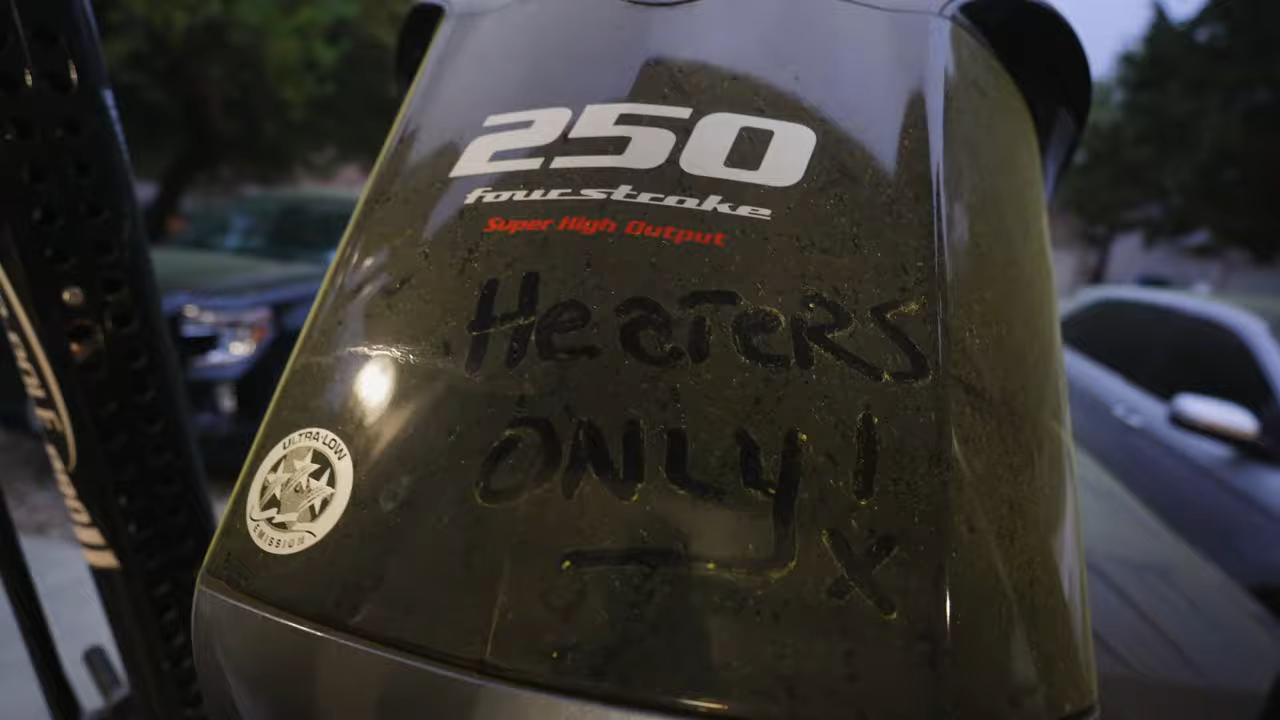 250
fourstroke
Super High Output
HeaTeRS
ONLY!
x
ULTRA-LOW
EMISSION